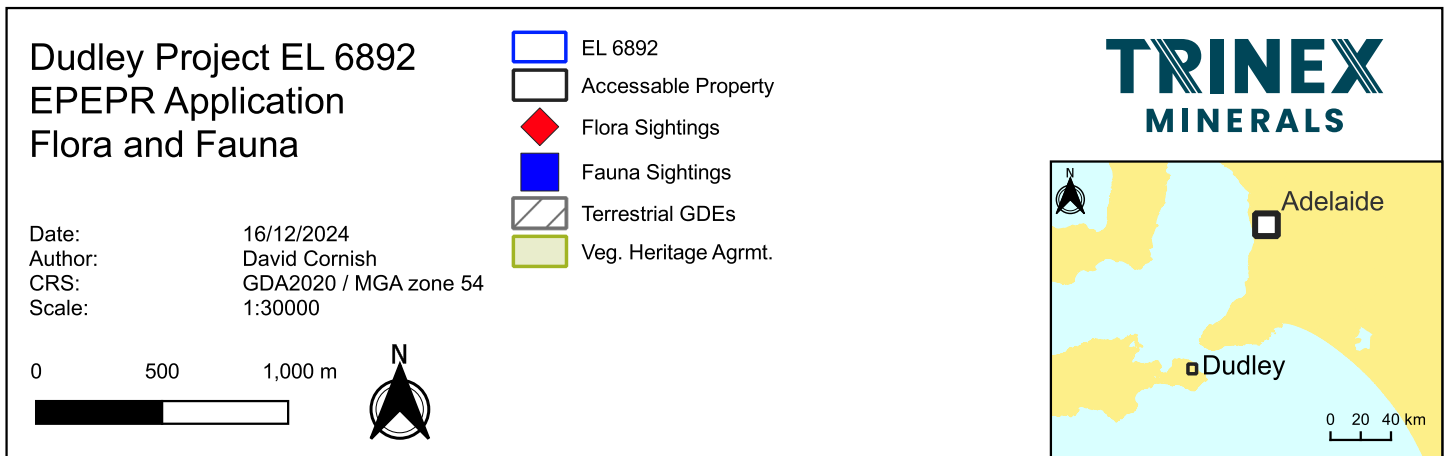 Dudley Project EL 6892
EPEPR Application
Flora and Fauna
Date: 16/12/2024
Author: David Cornish
CRS: GDA2020 / MGA zone 54
Scale: 1:30000
0 500 1,000 m
N
EL 6892
Accessable Property
Flora Sightings
Fauna Sightings
Terrestrial GDEs
Veg. Heritage Agrmt.
TRINEX
MINERALS
N
Adelaide
Dudley
0 20 40 km